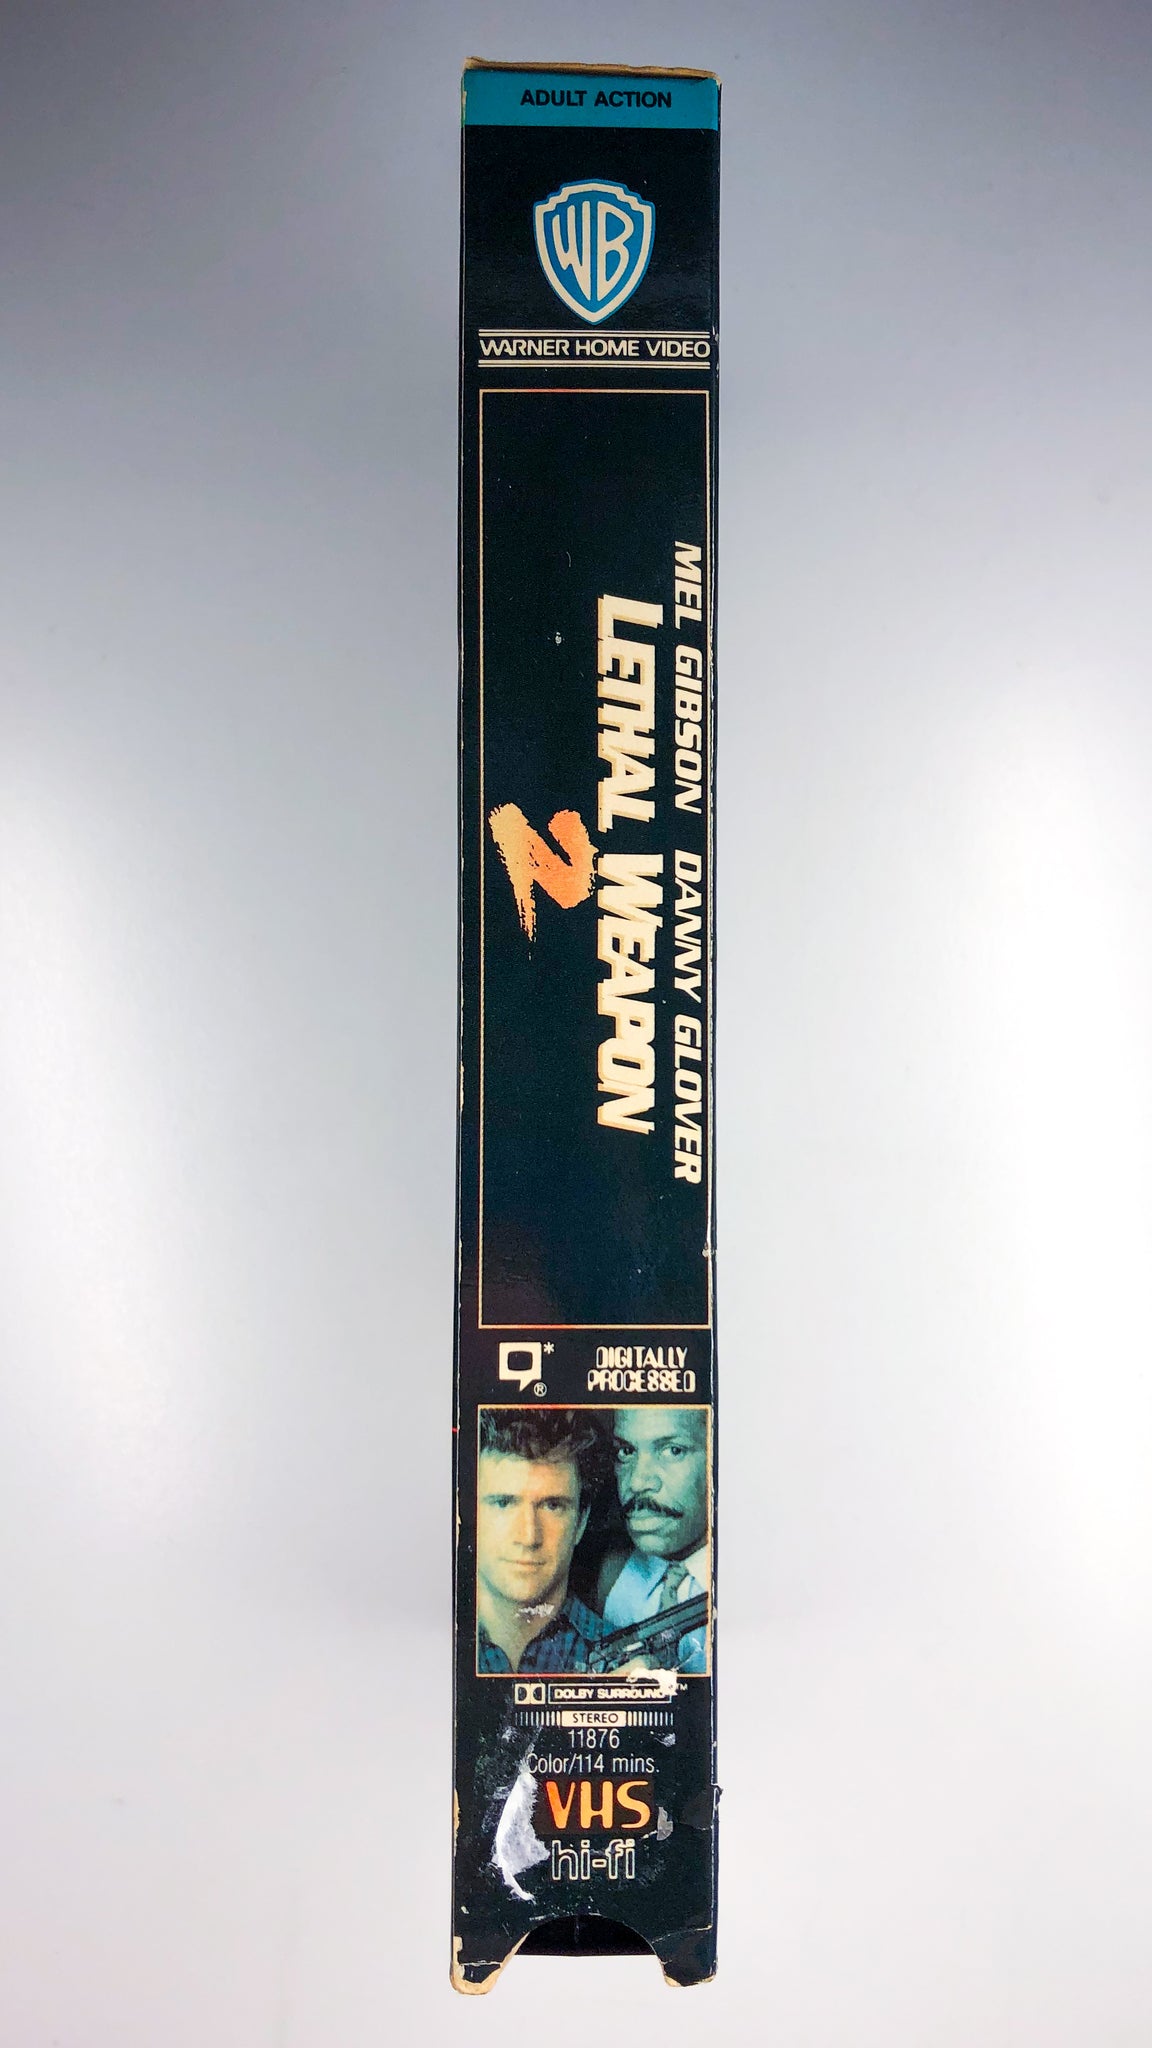 ADULT ACTION
WB
WARNER HOME VIDEO
MEL GIBSON DANNY GLOVER
LETHAL WEAPON
2
*
®
DIGITALLY
PROCESSED
DOLBY SURROUND™
STEREO
11876
Color/114 mins.
VHS
hi-fi